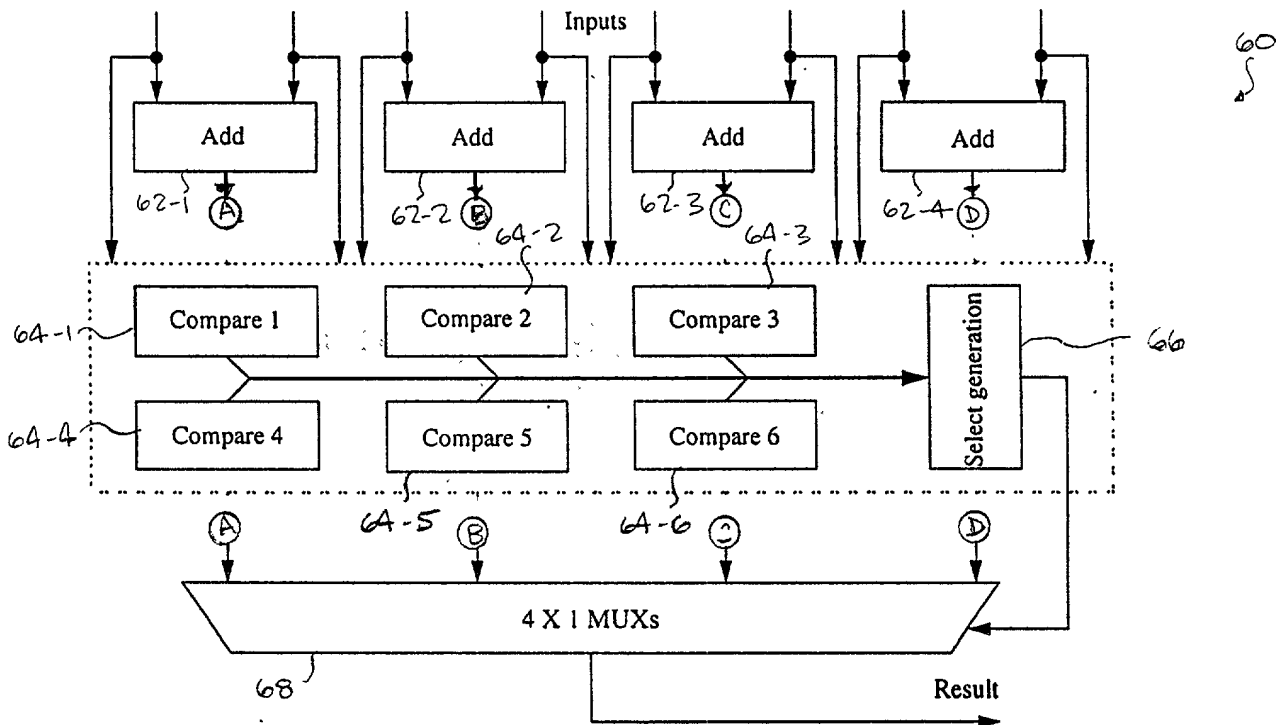 Inputs
60
Add
Add
Add
Add
62-1
A
62-2
B
62-3
C
62-4
D
64-2
64-3
64-1
Compare 1
Compare 2
Compare 3
Select generation
66
64-4
Compare 4
Compare 5
Compare 6
A
64-5
B
64-6
C
D
4 X 1 MUXs
68
Result